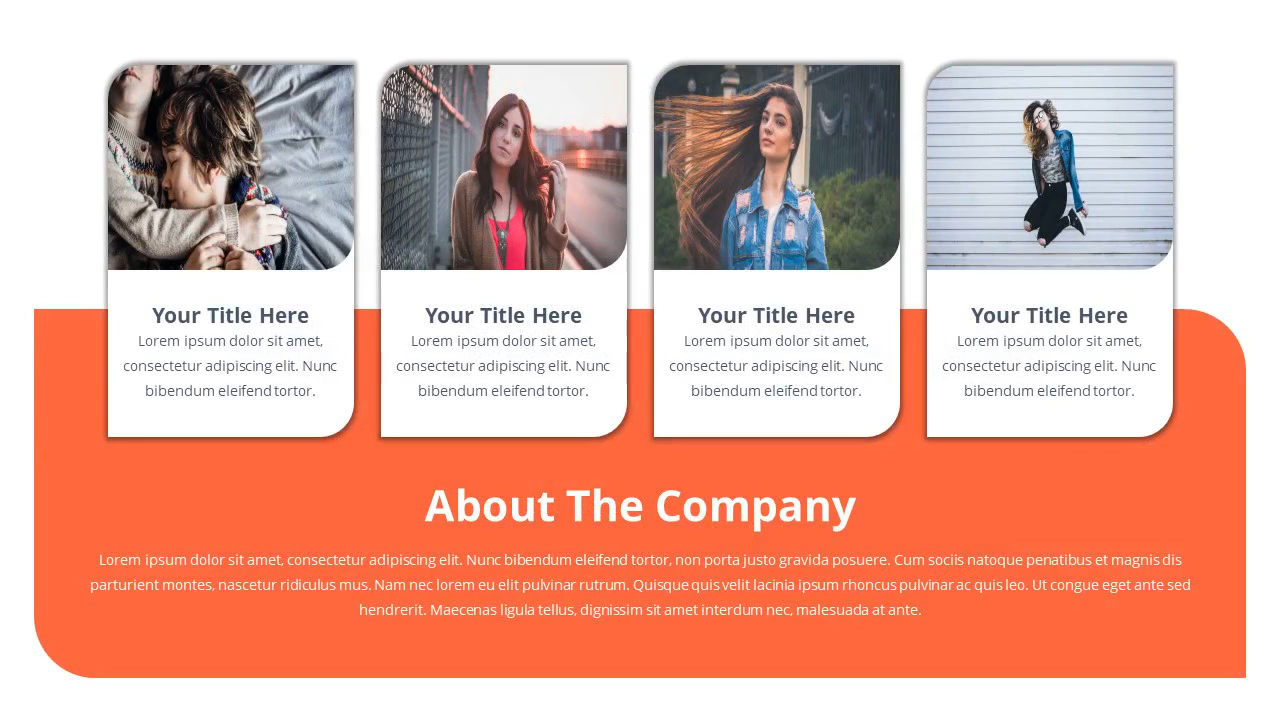 Your Title Here
Lorem ipsum dolor sit amet,
consectetur adipiscing elit. Nunc
bibendum eleifend tortor.
Your Title Here
Lorem ipsum dolor sit amet,
consectetur adipiscing elit. Nunc
bibendum eleifend tortor.
Your Title Here
Lorem ipsum dolor sit amet,
consectetur adipiscing elit. Nunc
bibendum eleifend tortor.
Your Title Here
Lorem ipsum dolor sit amet,
consectetur adipiscing elit. Nunc
bibendum eleifend tortor.
About The Company
Lorem ipsum dolor sit amet, consectetur adipiscing elit. Nunc bibendum eleifend tortor, non porta justo gravida posuere. Cum sociis natoque penatibus et magnis dis
parturient montes, nascetur ridiculus mus. Nam nec lorem eu elit pulvinar rutrum. Quisque quis velit lacinia ipsum rhoncus pulvinar ac quis leo. Ut congue eget ante sed
hendrerit. Maecenas ligula tellus, dignissim sit amet interdum nec, malesuada at ante.